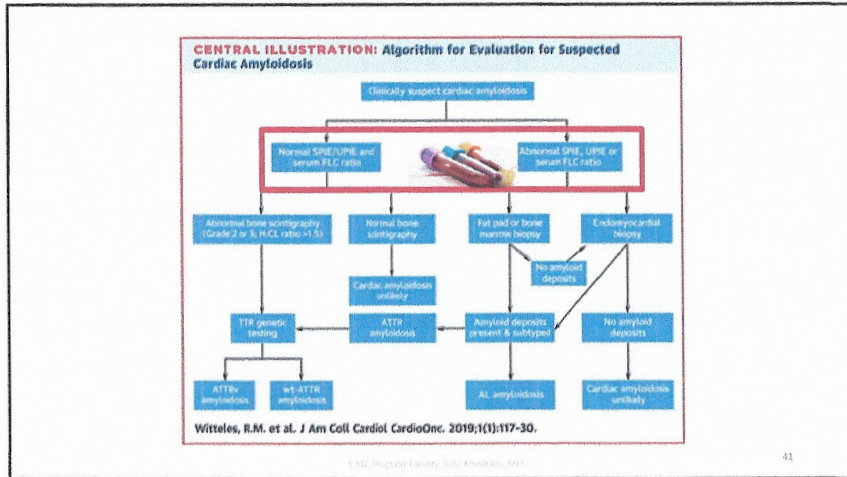 CENTRAL ILLUSTRATION: Algorithm for Evaluation for Suspected
Cardiac Amyloidosis
Clinically suspect cardiac amyloidosis
Normal SPIE/UPIE and
serum FLC ratio
Abnormal SPIE, UPIE or
serum FLC ratio
Abnormal bone scintigraphy
(Grade 2 or 3; H:CL ratio >1.5)
Normal bone
scintigraphy
Fat pad or bone
marrow biopsy
Endomyocardial
biopsy
No amyloid
deposits
Cardiac amyloidosis
unlikely
TTR genetic
testing
ATTR
amyloidosis
Amyloid deposits
present & subtyped
No amyloid
deposits
ATTRv
amyloidosis
wt-ATTR
amyloidosis
AL amyloidosis
Cardiac amyloidosis
unlikely
Witteles, R.M. et al. J Am Coll Cardiol CardioOnc. 2019;1(1):117-30.
CME Program Faculty
41